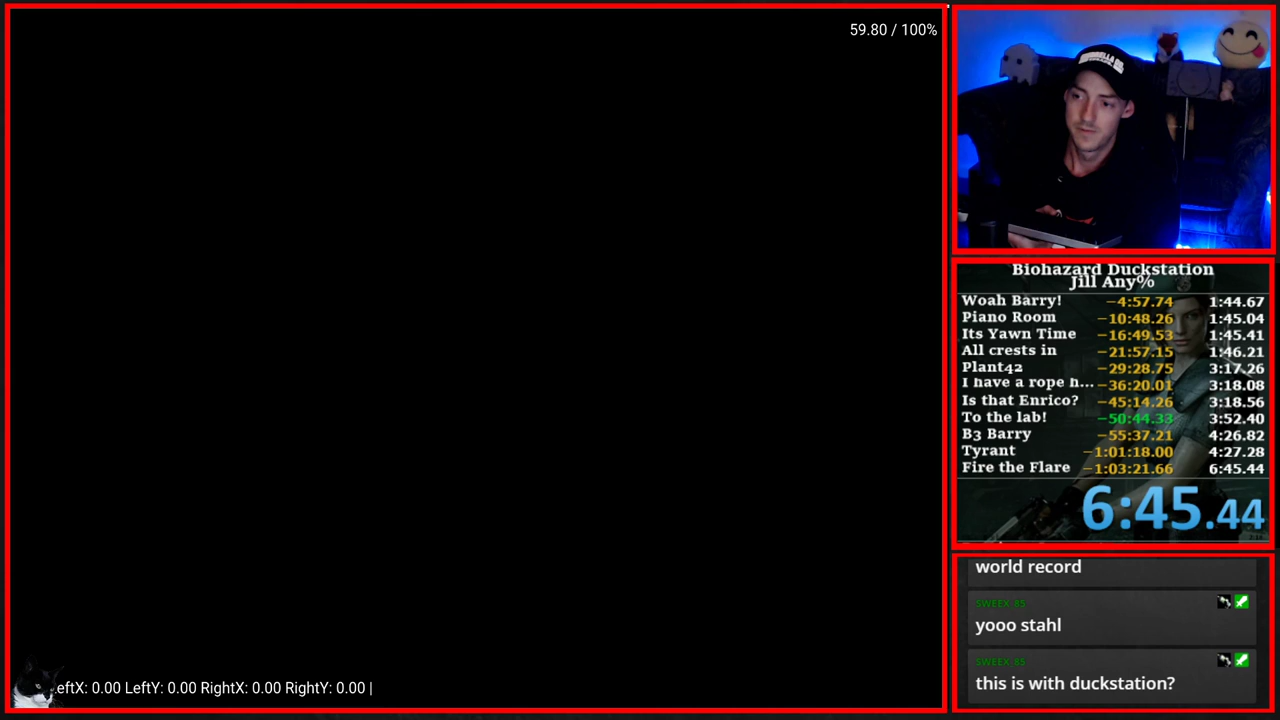 59.80 / 100%
eftX: 0.00 LeftY: 0.00 RightX: 0.00 RightY: 0.00 |
Biohazard Duckstation
Jill Any%
Woah Barry! −4:57.74 1:44.67
Piano Room −10:48.26 1:45.04
Its Yawn Time −16:49.53 1:45.41
All crests in −21:57.15 1:46.21
Plant42 −29:28.75 3:17.26
I have a rope h... −36:20.01 3:18.08
Is that Enrico? −45:14.26 3:18.56
To the lab! −50:44.33 3:52.40
B3 Barry −55:37.21 4:26.82
Tyrant −1:01:18.00 4:27.28
Fire the Flare −1:03:21.66 6:45.44
6:45.44
world record
SWEEX_85
yooo stahl
SWEEX_85
this is with duckstation?